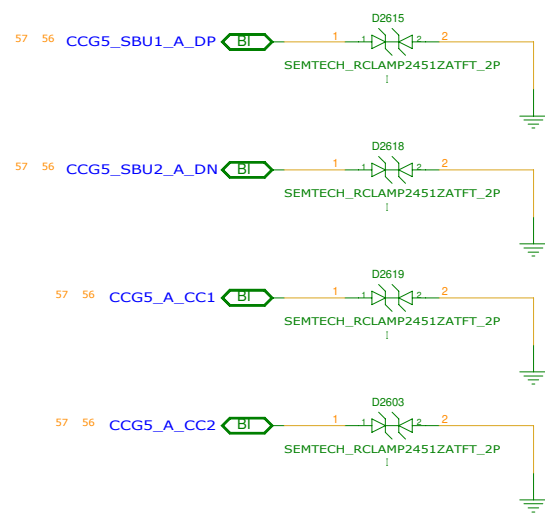 D2615
57 56 CCG5_SBU1_A_DP BI 1 1 2 2
SEMTECH_RCLAMP2451ZATFT_2P
I
D2618
57 56 CCG5_SBU2_A_DN BI 1 1 2 2
SEMTECH_RCLAMP2451ZATFT_2P
I
D2619
57 56 CCG5_A_CC1 BI 1 1 2 2
SEMTECH_RCLAMP2451ZATFT_2P
I
D2603
57 56 CCG5_A_CC2 BI 1 1 2 2
SEMTECH_RCLAMP2451ZATFT_2P
I